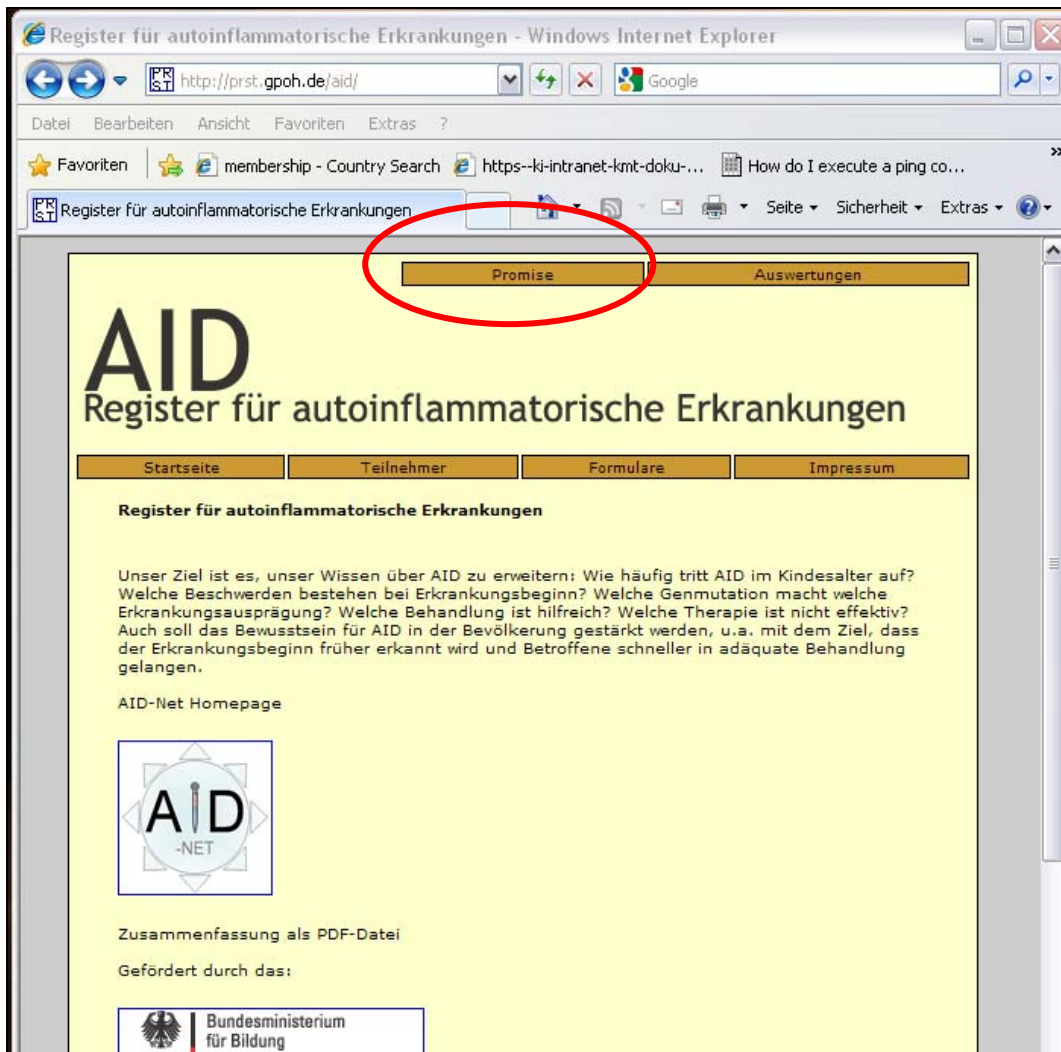 Register für autoinflammatorische Erkrankungen - Windows Internet Explorer
http://prst.gpoh.de/aid/ Google
Datei Bearbeiten Ansicht Favoriten Extras ?
Favoriten membership - Country Search https--ki-intranet-kmt-doku-... How do I execute a ping co... »
Register für autoinflammatorische Erkrankungen Seite Sicherheit Extras
Promise Auswertungen
AID
Register für autoinflammatorische Erkrankungen
Startseite Teilnehmer Formulare Impressum
Register für autoinflammatorische Erkrankungen
Unser Ziel ist es, unser Wissen über AID zu erweitern: Wie häufig tritt AID im Kindesalter auf?
Welche Beschwerden bestehen bei Erkrankungsbeginn? Welche Genmutation macht welche
Erkrankungsausprägung? Welche Behandlung ist hilfreich? Welche Therapie ist nicht effektiv?
Auch soll das Bewusstsein für AID in der Bevölkerung gestärkt werden, u.a. mit dem Ziel, dass
der Erkrankungsbeginn früher erkannt wird und Betroffene schneller in adäquate Behandlung
gelangen.
AID-Net Homepage
AID
-NET
Zusammenfassung als PDF-Datei
Gefördert durch das:
Bundesministerium
für Bildung